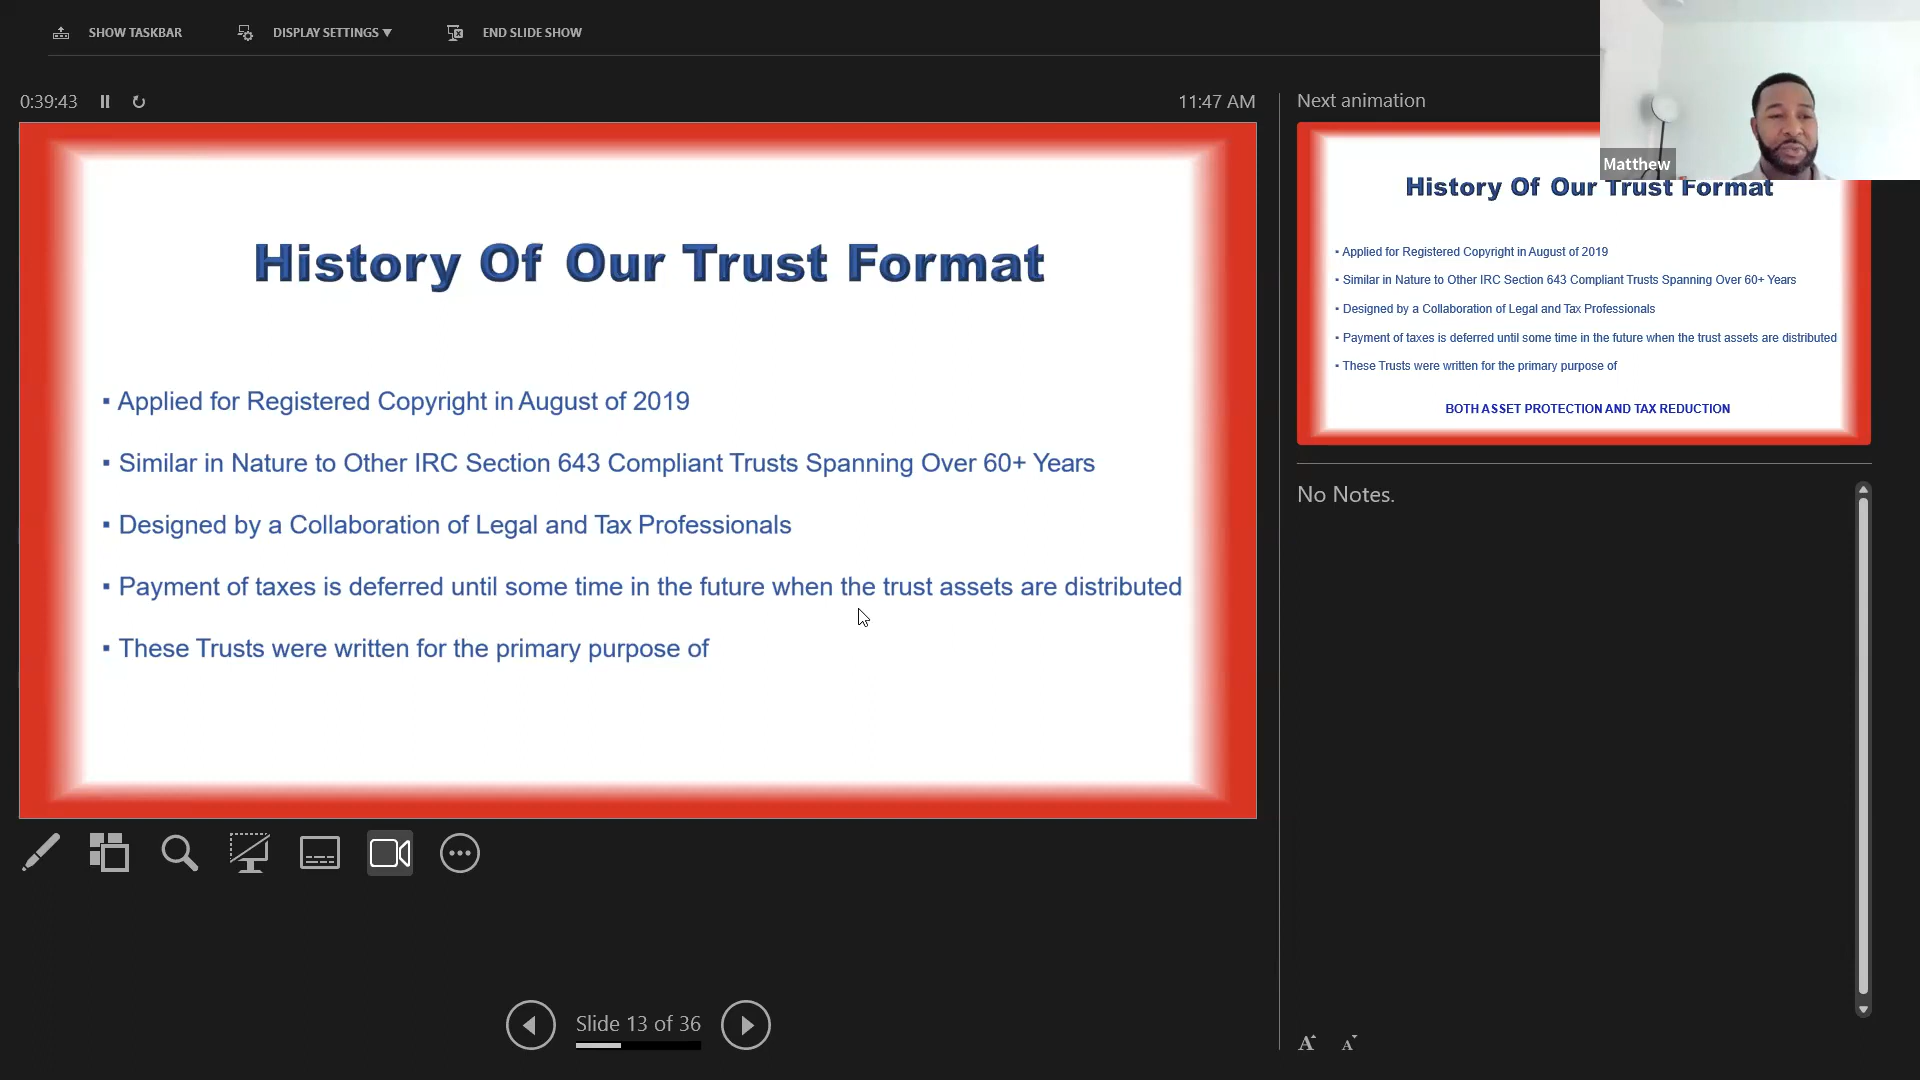 SHOW TASKBAR
DISPLAY SETTINGS ▼
END SLIDE SHOW
0:39:43
11:47 AM
History Of Our Trust Format
▪ Applied for Registered Copyright in August of 2019
▪ Similar in Nature to Other IRC Section 643 Compliant Trusts Spanning Over 60+ Years
▪ Designed by a Collaboration of Legal and Tax Professionals
▪ Payment of taxes is deferred until some time in the future when the trust assets are distributed
▪ These Trusts were written for the primary purpose of
Slide 13 of 36
Next animation
Matthew
History Of Our Trust Format
▪ Applied for Registered Copyright in August of 2019
▪ Similar in Nature to Other IRC Section 643 Compliant Trusts Spanning Over 60+ Years
▪ Designed by a Collaboration of Legal and Tax Professionals
▪ Payment of taxes is deferred until some time in the future when the trust assets are distributed
▪ These Trusts were written for the primary purpose of
BOTH ASSET PROTECTION AND TAX REDUCTION
No Notes.
A A